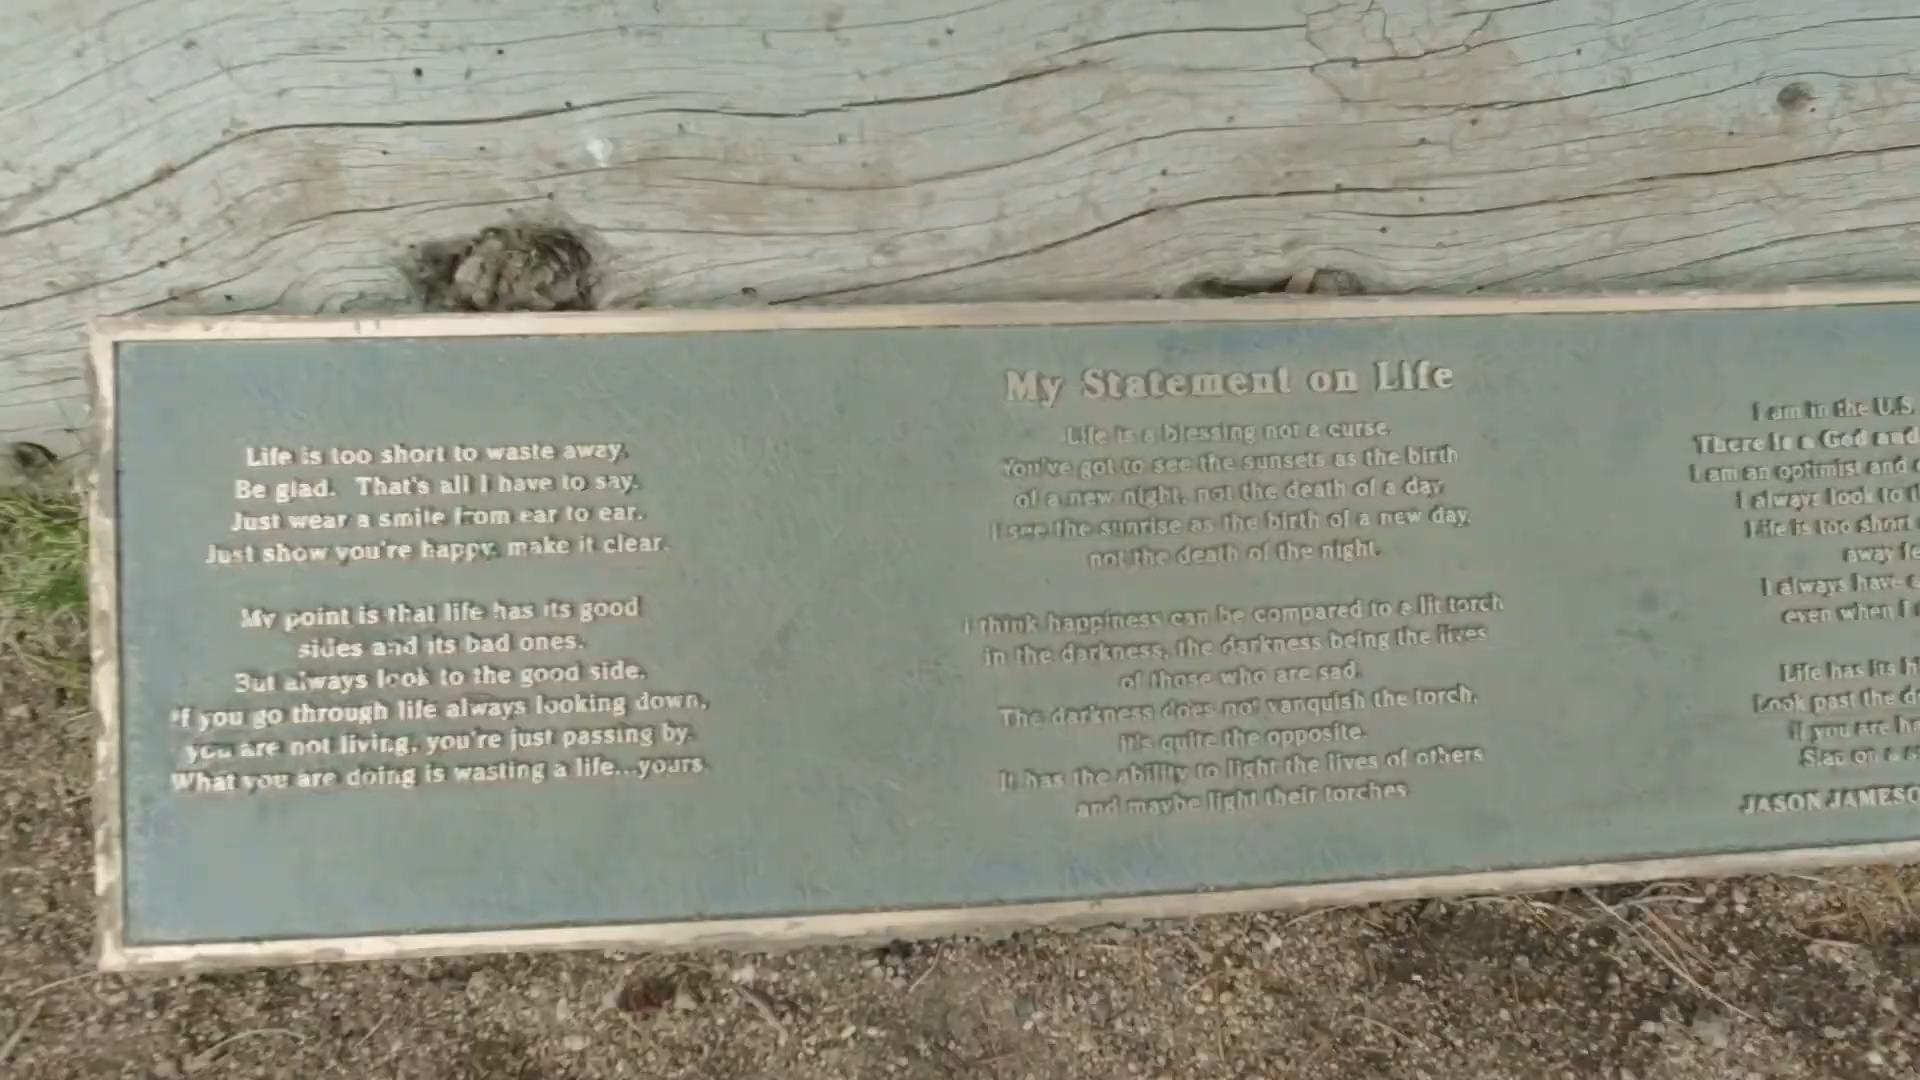 Life is too short to waste away.
Be glad. That's all I have to say.
Just wear a smile from ear to ear.
Just show you're happy, make it clear.
My point is that life has its good
sides and its bad ones.
But always look to the good side.
If you go through life always looking down,
you are not living, you're just passing by.
What you are doing is wasting a life...yours.
My Statement on Life
Life is a blessing not a curse.
You've got to see the sunsets as the birth
of a new night, not the death of a day.
I see the sunrise as the birth of a new day,
not the death of the night.
I think happiness can be compared to a lit torch
in the darkness, the darkness being the lives
of those who are sad.
The darkness does not vanquish the torch,
it's quite the opposite.
It has the ability to light the lives of others
and maybe light their torches.
I am in the U.S.
There is a God and
I am an optimist and
I always look to
Life is too short
away
I always have
even when I
Life has its
Look past the
if you are
Slap on a
JASON JAMES